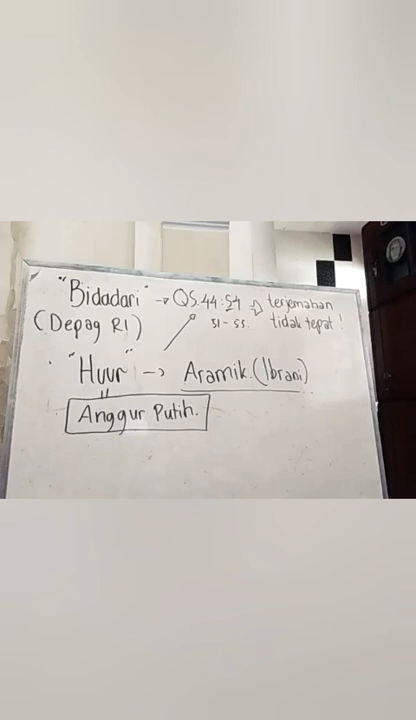 "Bidadari" → QS.44:54 ⇒ terjemahan
(Depag RI) 51-55. tidak tepat!
"Huur" → Aramik.(Ibrani)
Anggur Putih.